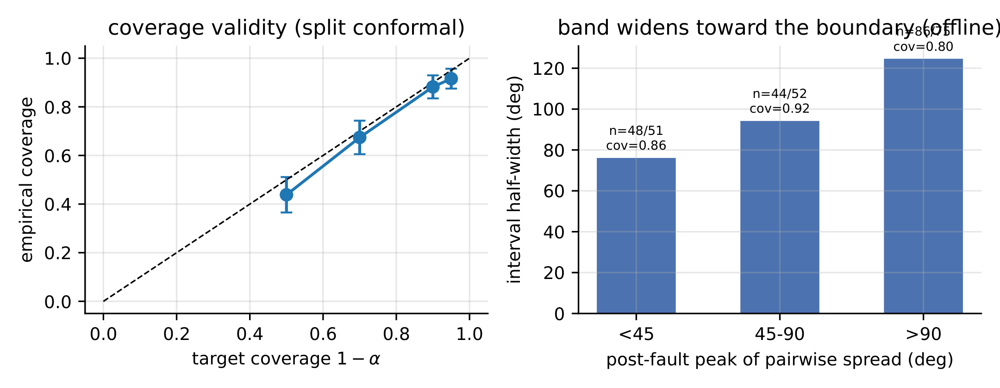 coverage validity (split conformal)
1.0
0.8
0.6
0.4
0.2
0.0
empirical coverage
0.0 0.2 0.4 0.6 0.8 1.0
target coverage 1 − α
band widens toward the boundary (offline)
n=86/75
cov=0.80
n=44/52
cov=0.92
n=48/51
cov=0.86
120
100
80
60
40
20
0
interval half-width (deg)
<45 45-90 >90
post-fault peak of pairwise spread (deg)